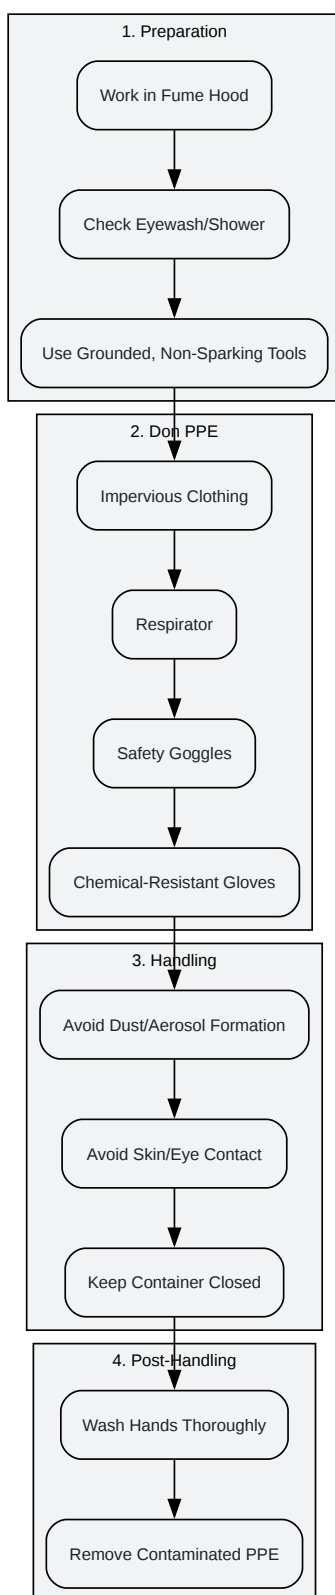 1. Preparation
Work in Fume Hood
Check Eyewash/Shower
Use Grounded, Non-Sparking Tools
2. Don PPE
Impervious Clothing
Respirator
Safety Goggles
Chemical-Resistant Gloves
3. Handling
Avoid Dust/Aerosol Formation
Avoid Skin/Eye Contact
Keep Container Closed
4. Post-Handling
Wash Hands Thoroughly
Remove Contaminated PPE